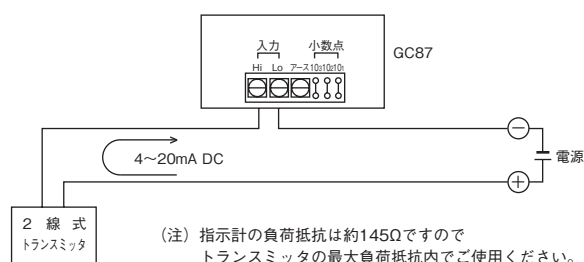 GC87
入力 小数点
Hi Lo アース 10₃ 10₂ 10₁
4～20mA DC
電源
2線式
トランスミッタ
(注) 指示計の負荷抵抗は約145Ωですので
トランスミッタの最大負荷抵抗内でご使用ください。